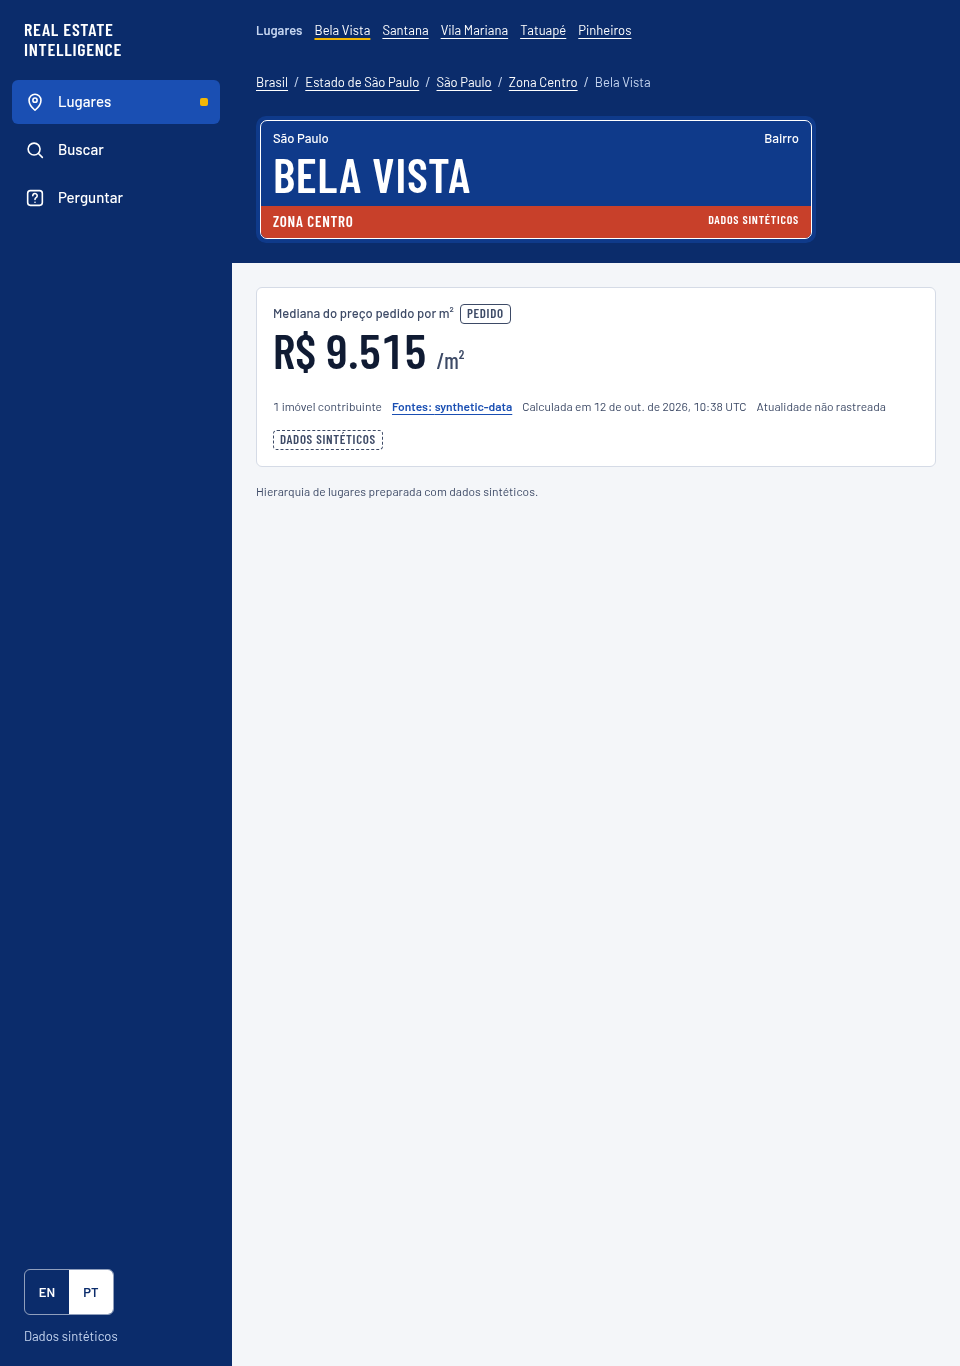 REAL ESTATE
INTELLIGENCE
Lugares
Buscar
Perguntar
EN
PT
Dados sintéticos
Lugares Bela Vista Santana Vila Mariana Tatuapé Pinheiros
Brasil / Estado de São Paulo / São Paulo / Zona Centro / Bela Vista
São Paulo
Bairro
BELA VISTA
ZONA CENTRO
DADOS SINTÉTICOS
Mediana do preço pedido por m² PEDIDO
R$ 9.515 /m²
1 imóvel contribuinte Fontes: synthetic-data Calculada em 12 de out. de 2026, 10:38 UTC Atualidade não rastreada
DADOS SINTÉTICOS
Hierarquia de lugares preparada com dados sintéticos.